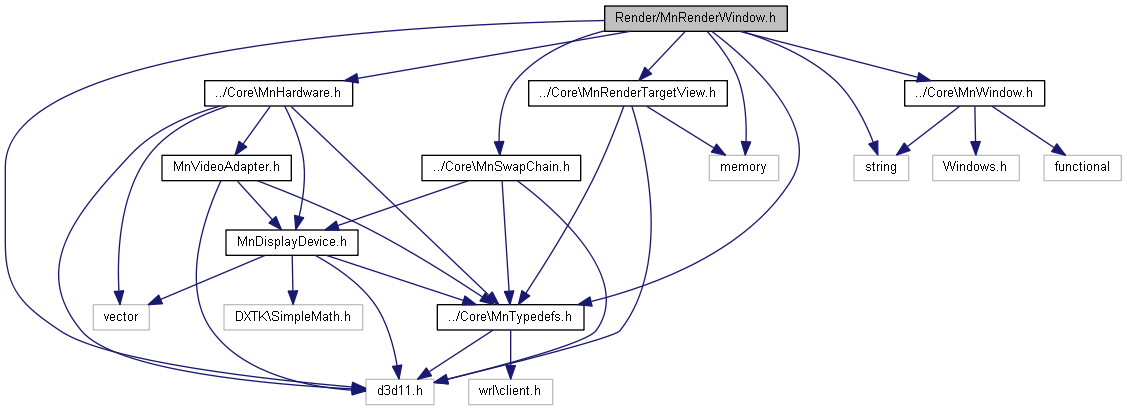 Render/MnRenderWindow.h
../Core\MnHardware.h
../Core\MnRenderTargetView.h
../Core\MnWindow.h
MnVideoAdapter.h
../Core\MnSwapChain.h
memory
string
Windows.h
functional
MnDisplayDevice.h
vector
DXTK\SimpleMath.h
../Core\MnTypedefs.h
d3d11.h
wrl\client.h